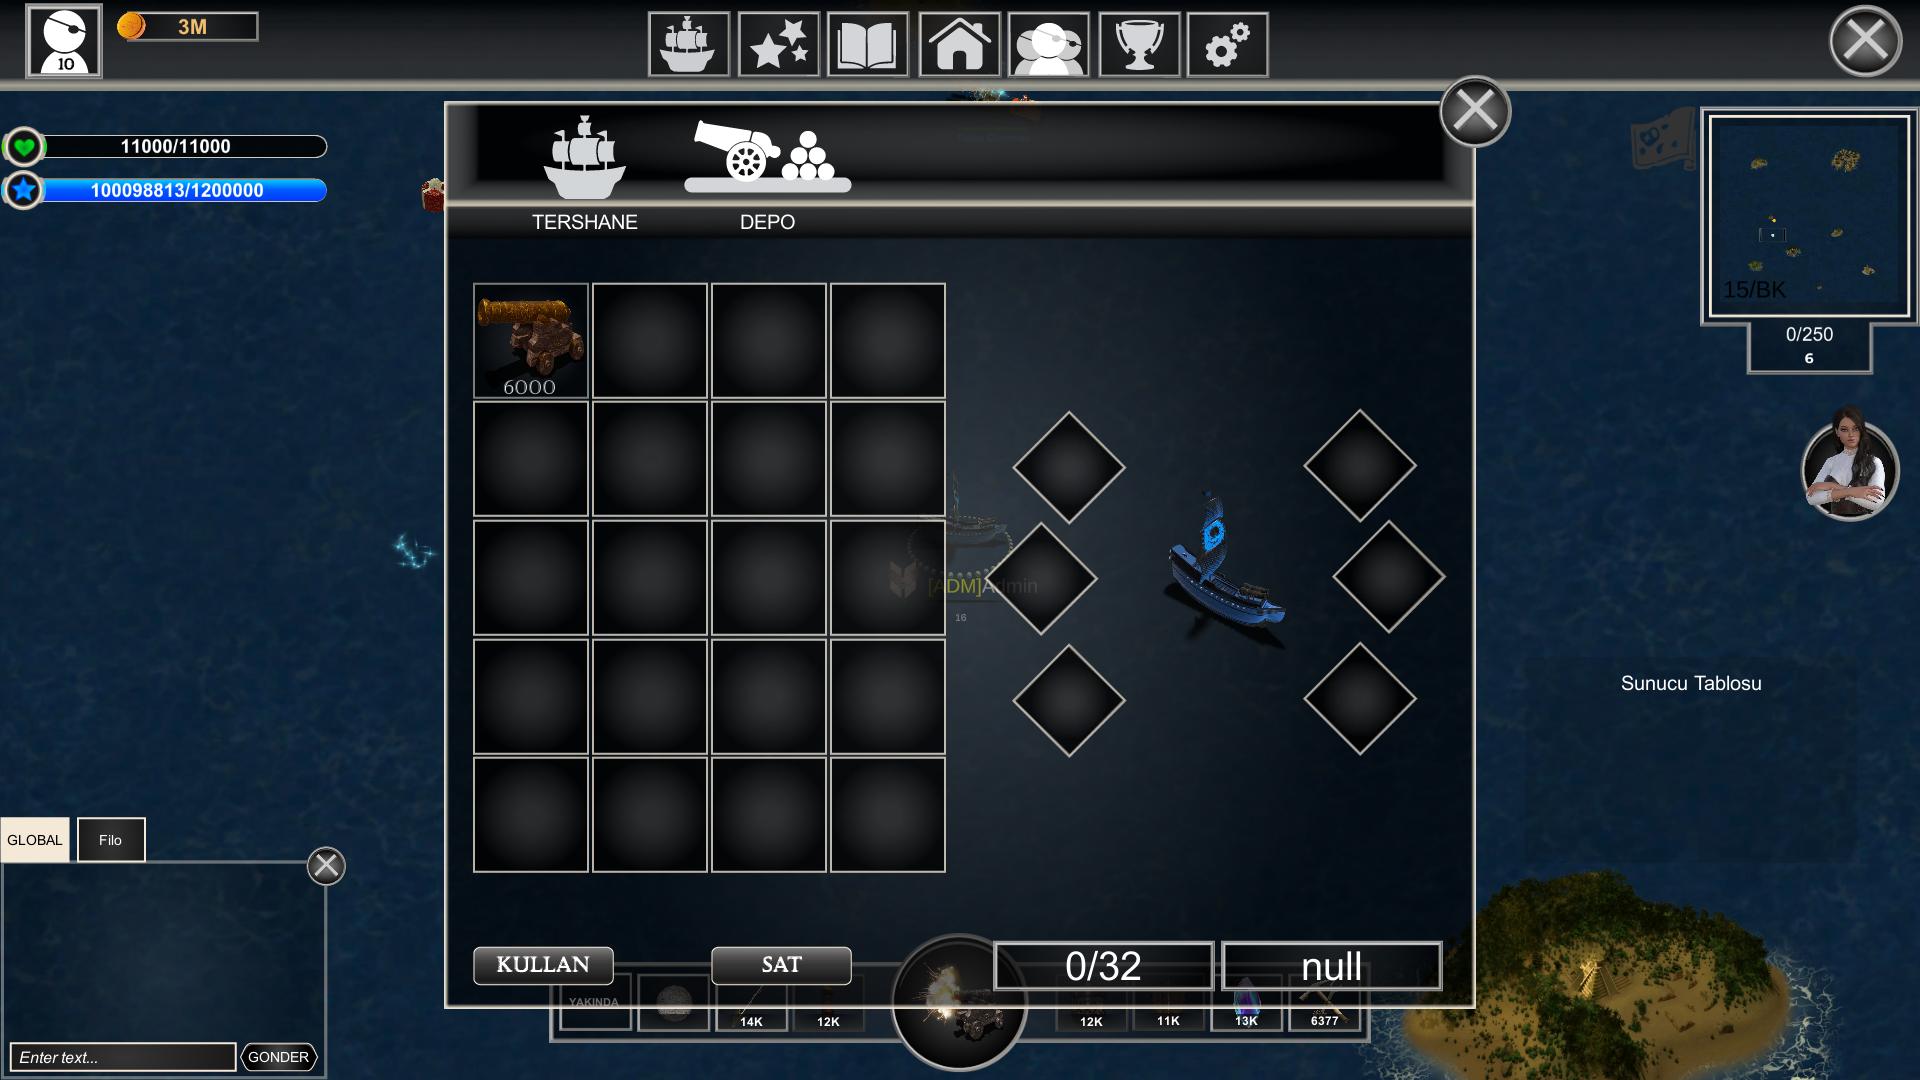 10
3M
11000/11000
100098813/1200000
TERSHANE
DEPO
15/BK
0/250
6
6000
[ADM]Admin
16
Sunucu Tablosu
GLOBAL
Filo
KULLAN
SAT
0/32
null
YAKINDA
14K
12K
12K
11K
13K
6377
Enter text...
GONDER